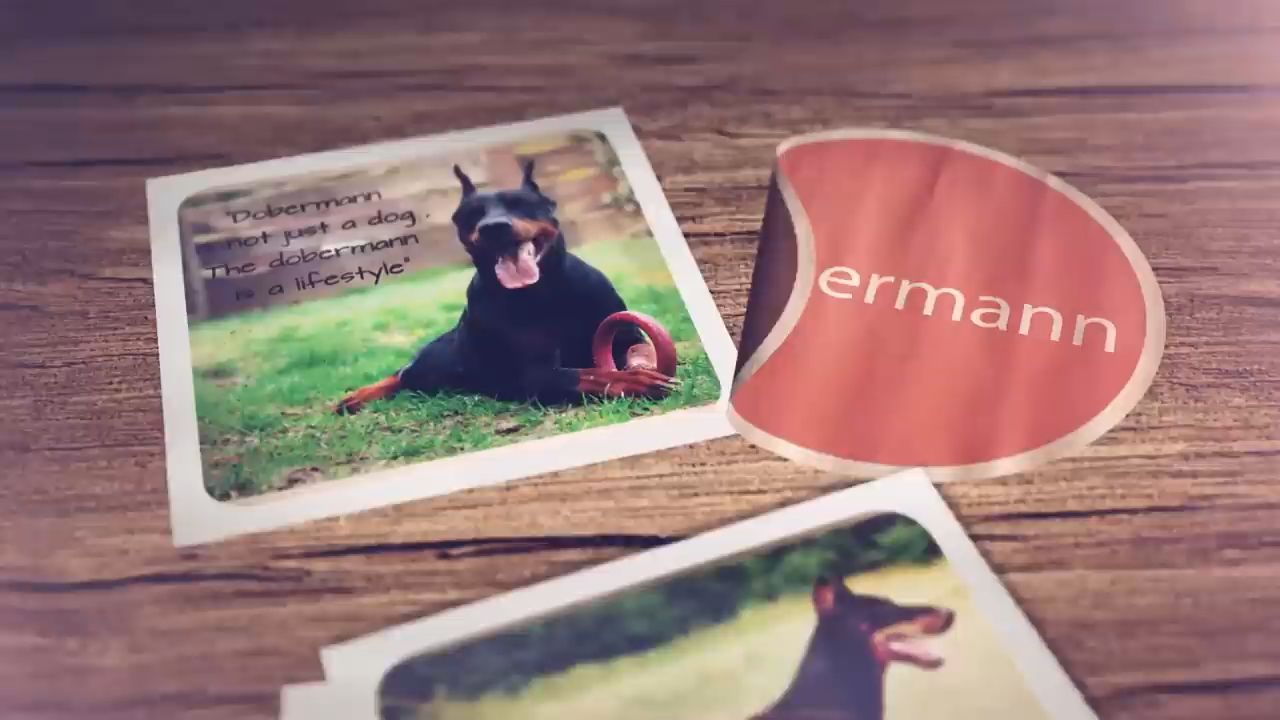 "Dobermann
not just a dog.
The dobermann
is a lifestyle"
ermann